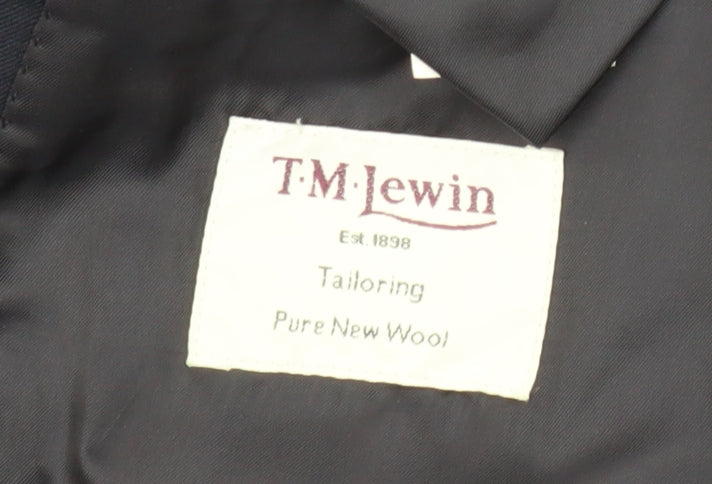 T·M·Lewin
Est. 1898
Tailoring
Pure New Wool